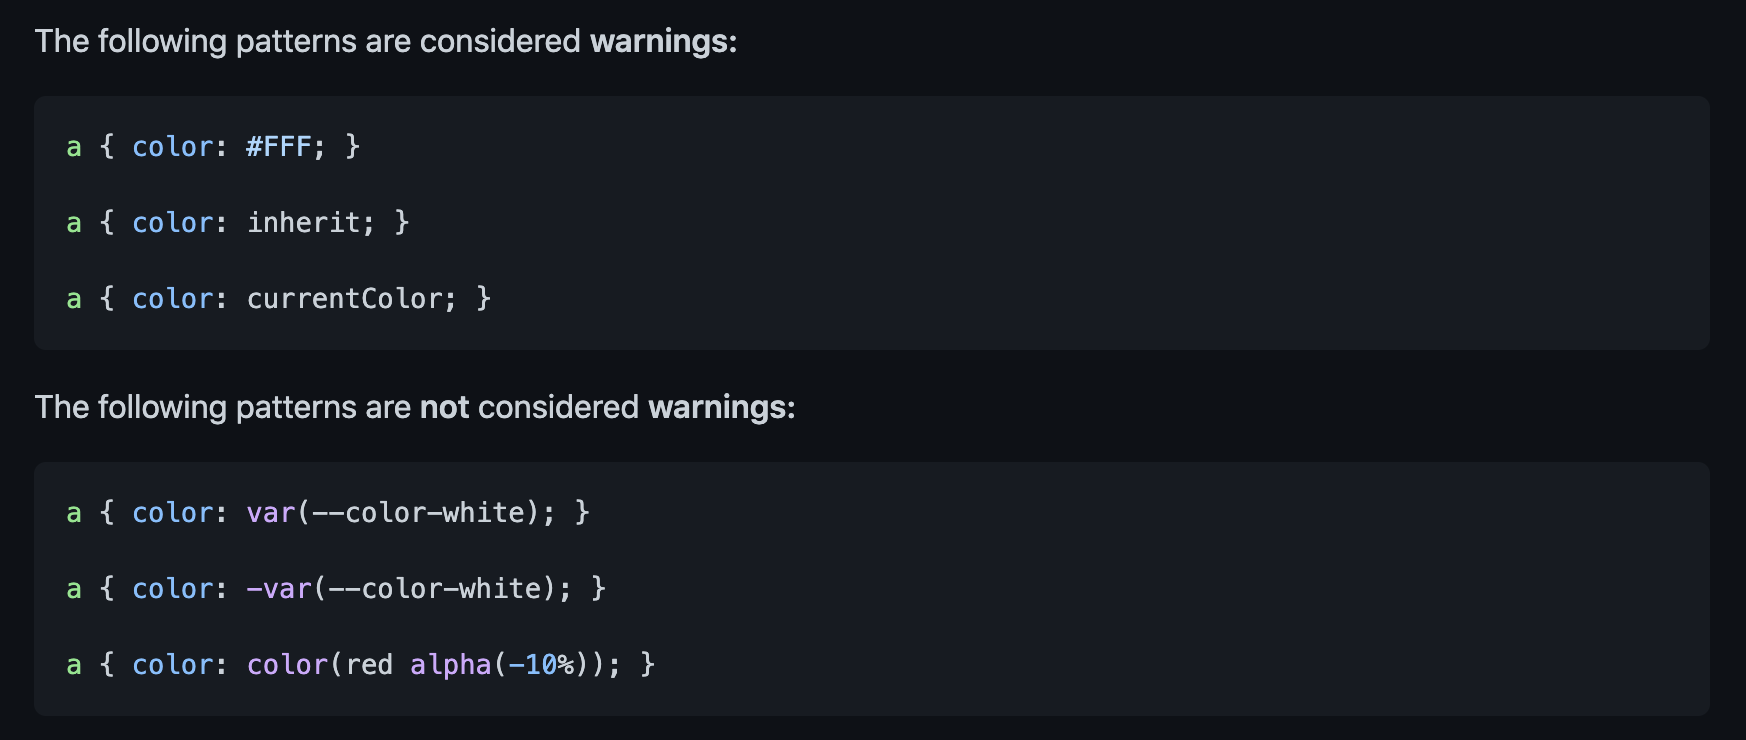 The following patterns are considered warnings:
a { color: #FFF; }
a { color: inherit; }
a { color: currentColor; }
The following patterns are not considered warnings:
a { color: var(--color-white); }
a { color: -var(--color-white); }
a { color: color(red alpha(-10%)); }